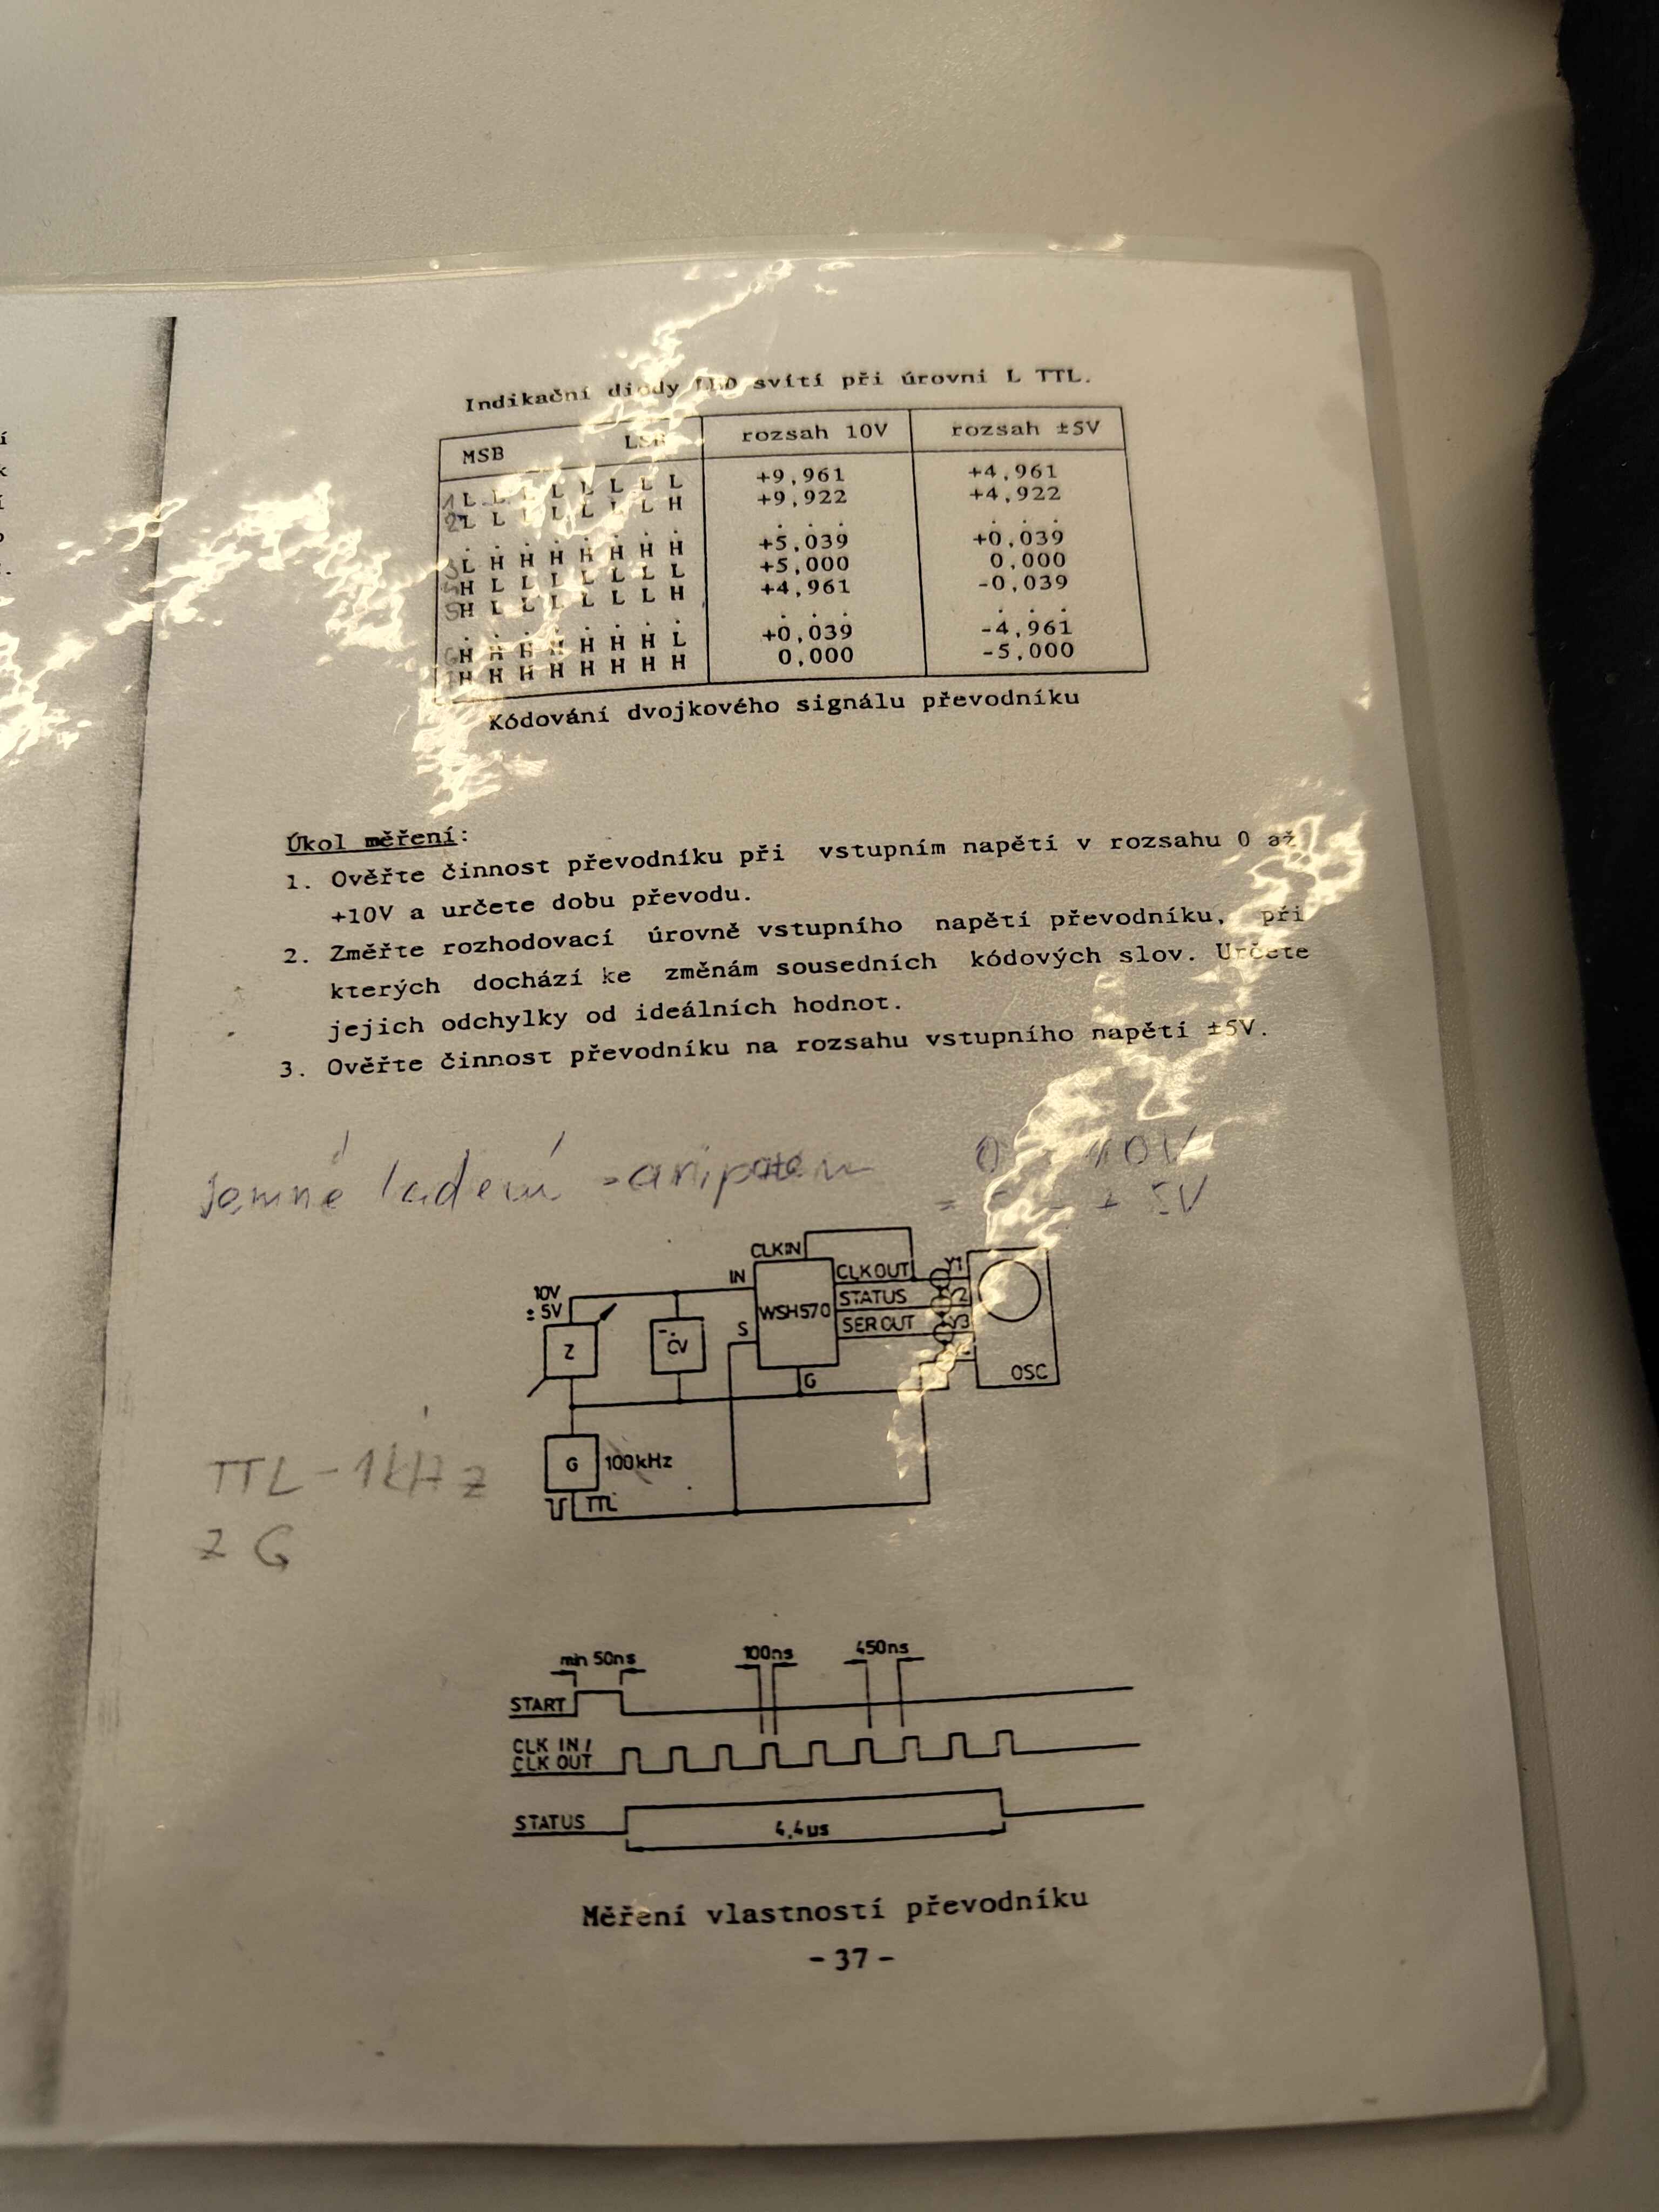 í
k
í
o
.
Indikační diody LED svítí při úrovni L TTL.
MSB LSB rozsah 10V rozsah ±5V
1 L L L L L L L L +9,961 +4,961
2 L L L L L L L H +9,922 +4,922
. . . . . . . . . . . . . .
3 L H H H H H H H +5,039 +0,039
4 H L L L L L L L +5,000 0,000
5 H L L L L L L H +4,961 -0,039
. . . . . . . . . . . . . .
6 H H H H H H H L +0,039 -4,961
7 H H H H H H H H 0,000 -5,000
Kódování dvojkového signálu převodníku
Úkol měření:
1. Ověřte činnost převodníku při vstupním napětí v rozsahu 0 až
+10V a určete dobu převodu.
2. Změřte rozhodovací úrovně vstupního napětí převodníku, při
kterých dochází ke změnám sousedních kódových slov. Určete
jejich odchylky od ideálních hodnot.
3. Ověřte činnost převodníku na rozsahu vstupního napětí ±5V.
Jemné ladení = aripotem 0 10V
= ± 5V
CLKIN
IN CLKOUT Y1
10V
± 5V
WSH570 STATUS Y2
S SER OUT Y3
Z ČV
G OSC
G 100kHz
TTL
TTL - 1kHz
z G
min 50ns 100ns 450ns
START
CLK IN /
CLK OUT
STATUS 4,4us
Měření vlastností převodníku
- 37 -